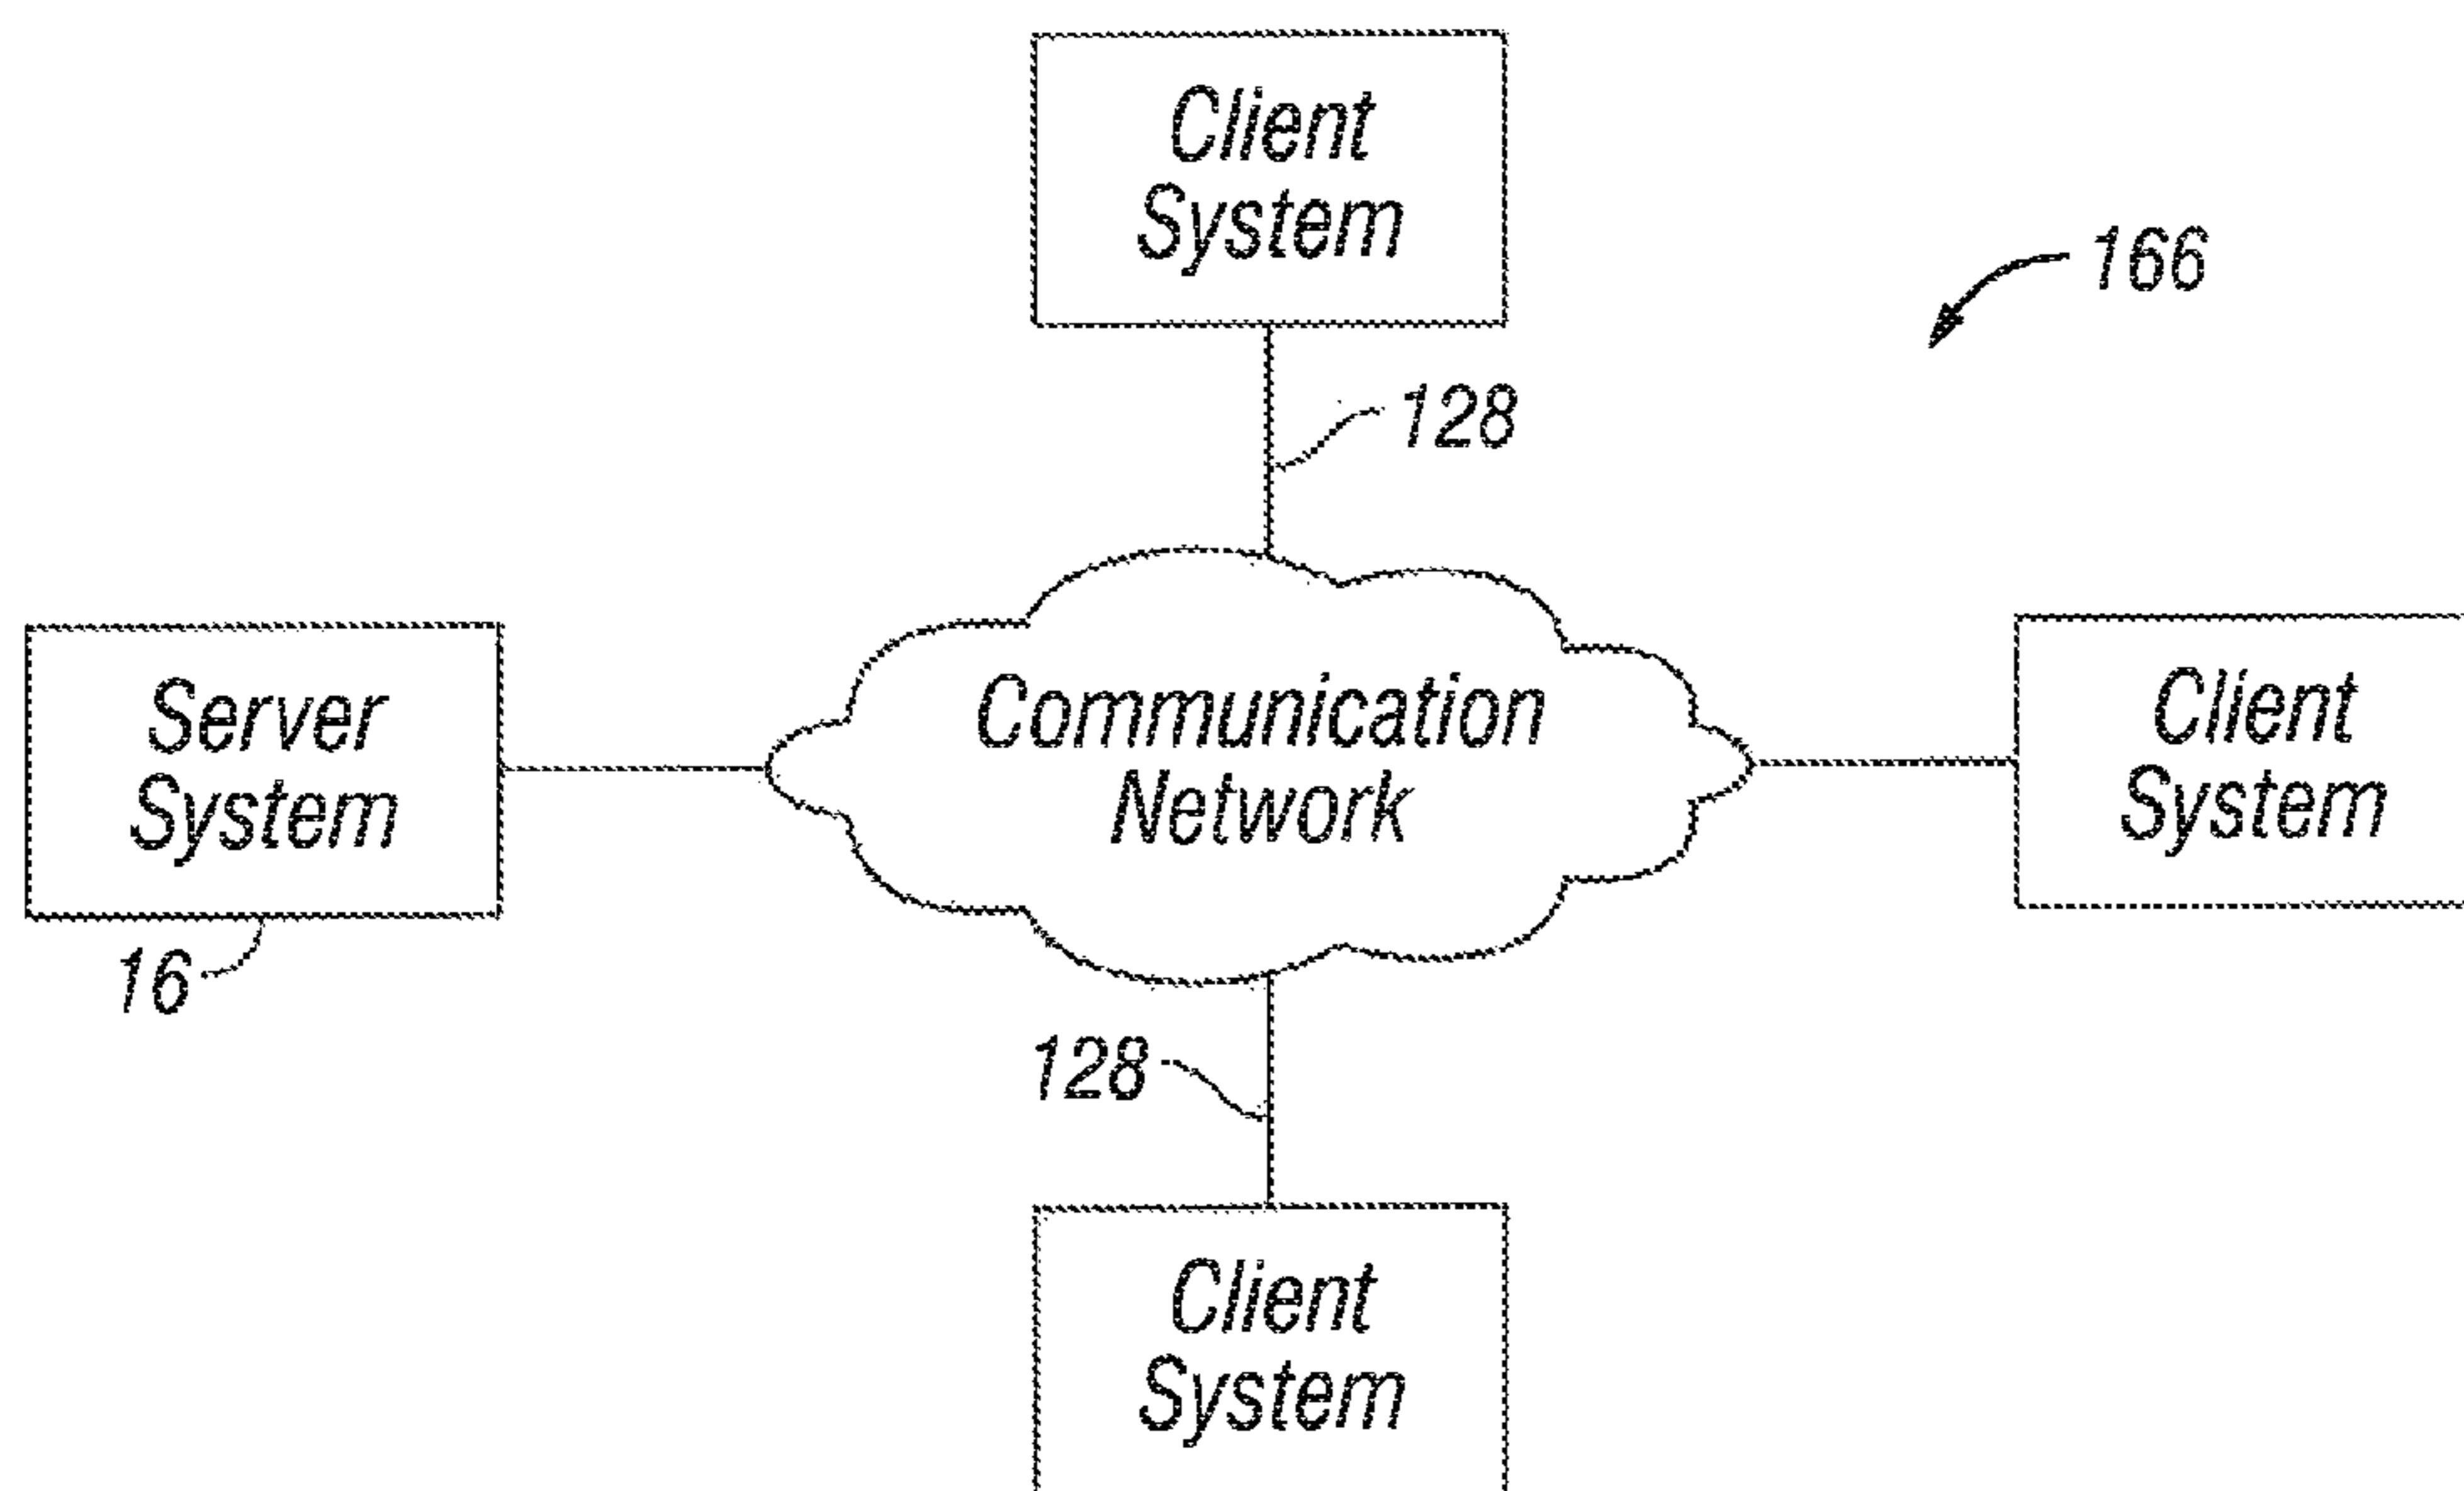 Client
System
166
128
Communication
Network
Server
System
16
Client
System
128
Client
System